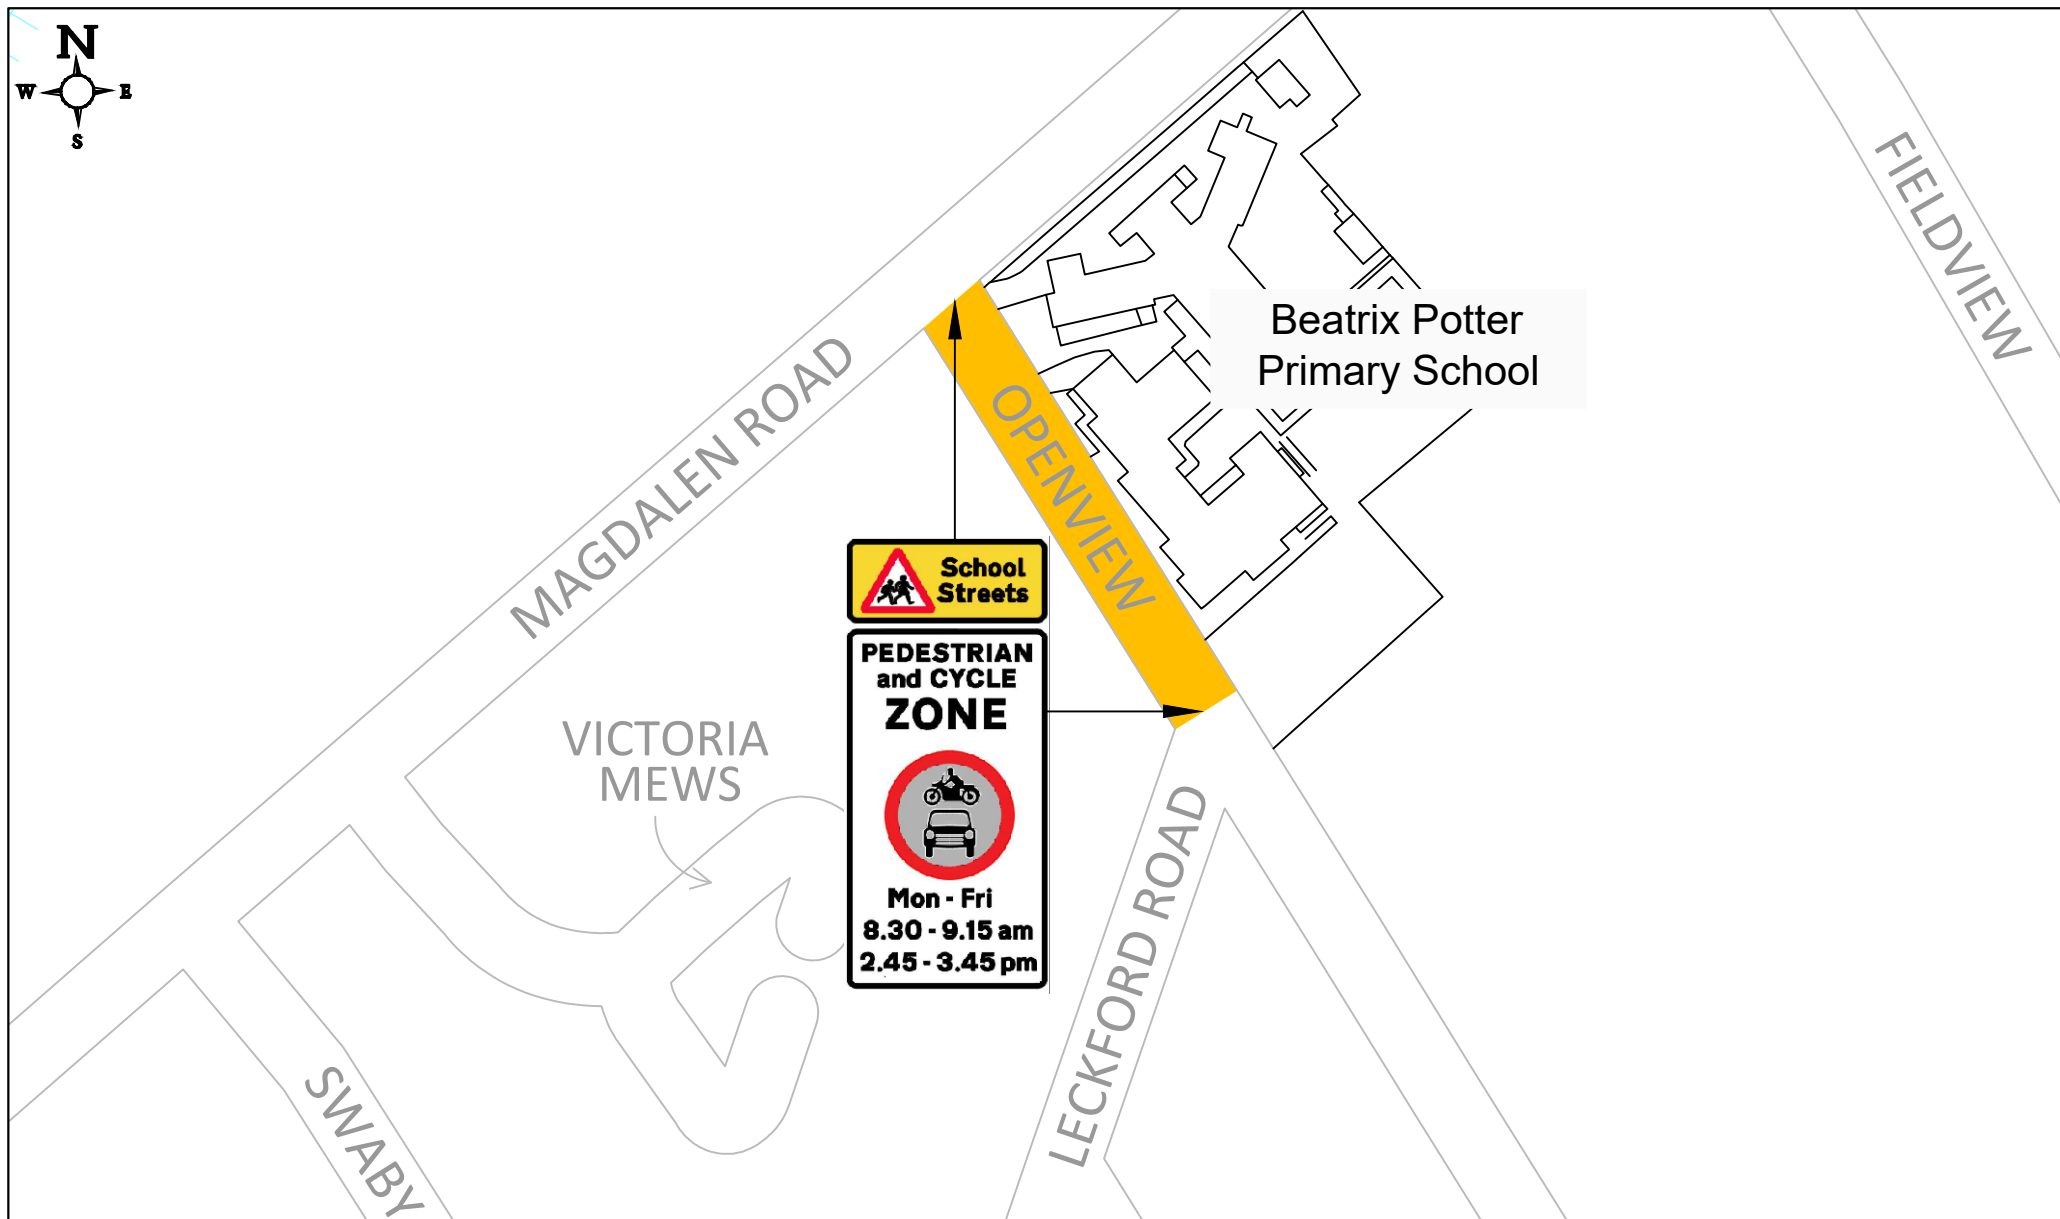 N
W
E
S
FIELDVIEW
Beatrix Potter
Primary School
MAGDALEN ROAD
OPENVIEW
School
Streets
PEDESTRIAN
and CYCLE
ZONE
Mon - Fri
8.30 - 9.15 am
2.45 - 3.45 pm
VICTORIA
MEWS
LECKFORD ROAD
SWABY